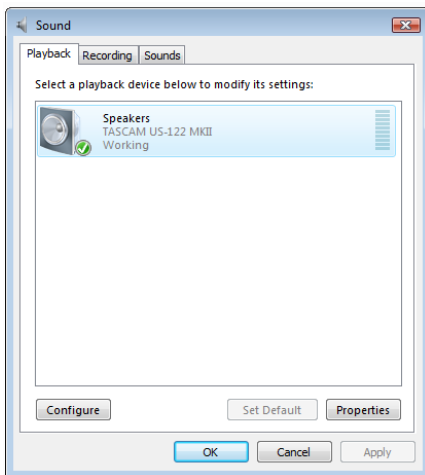 Sound
Playback Recording Sounds
Select a playback device below to modify its settings:
Speakers
TASCAM US-122 MKII
Working
Configure Set Default Properties
OK Cancel Apply